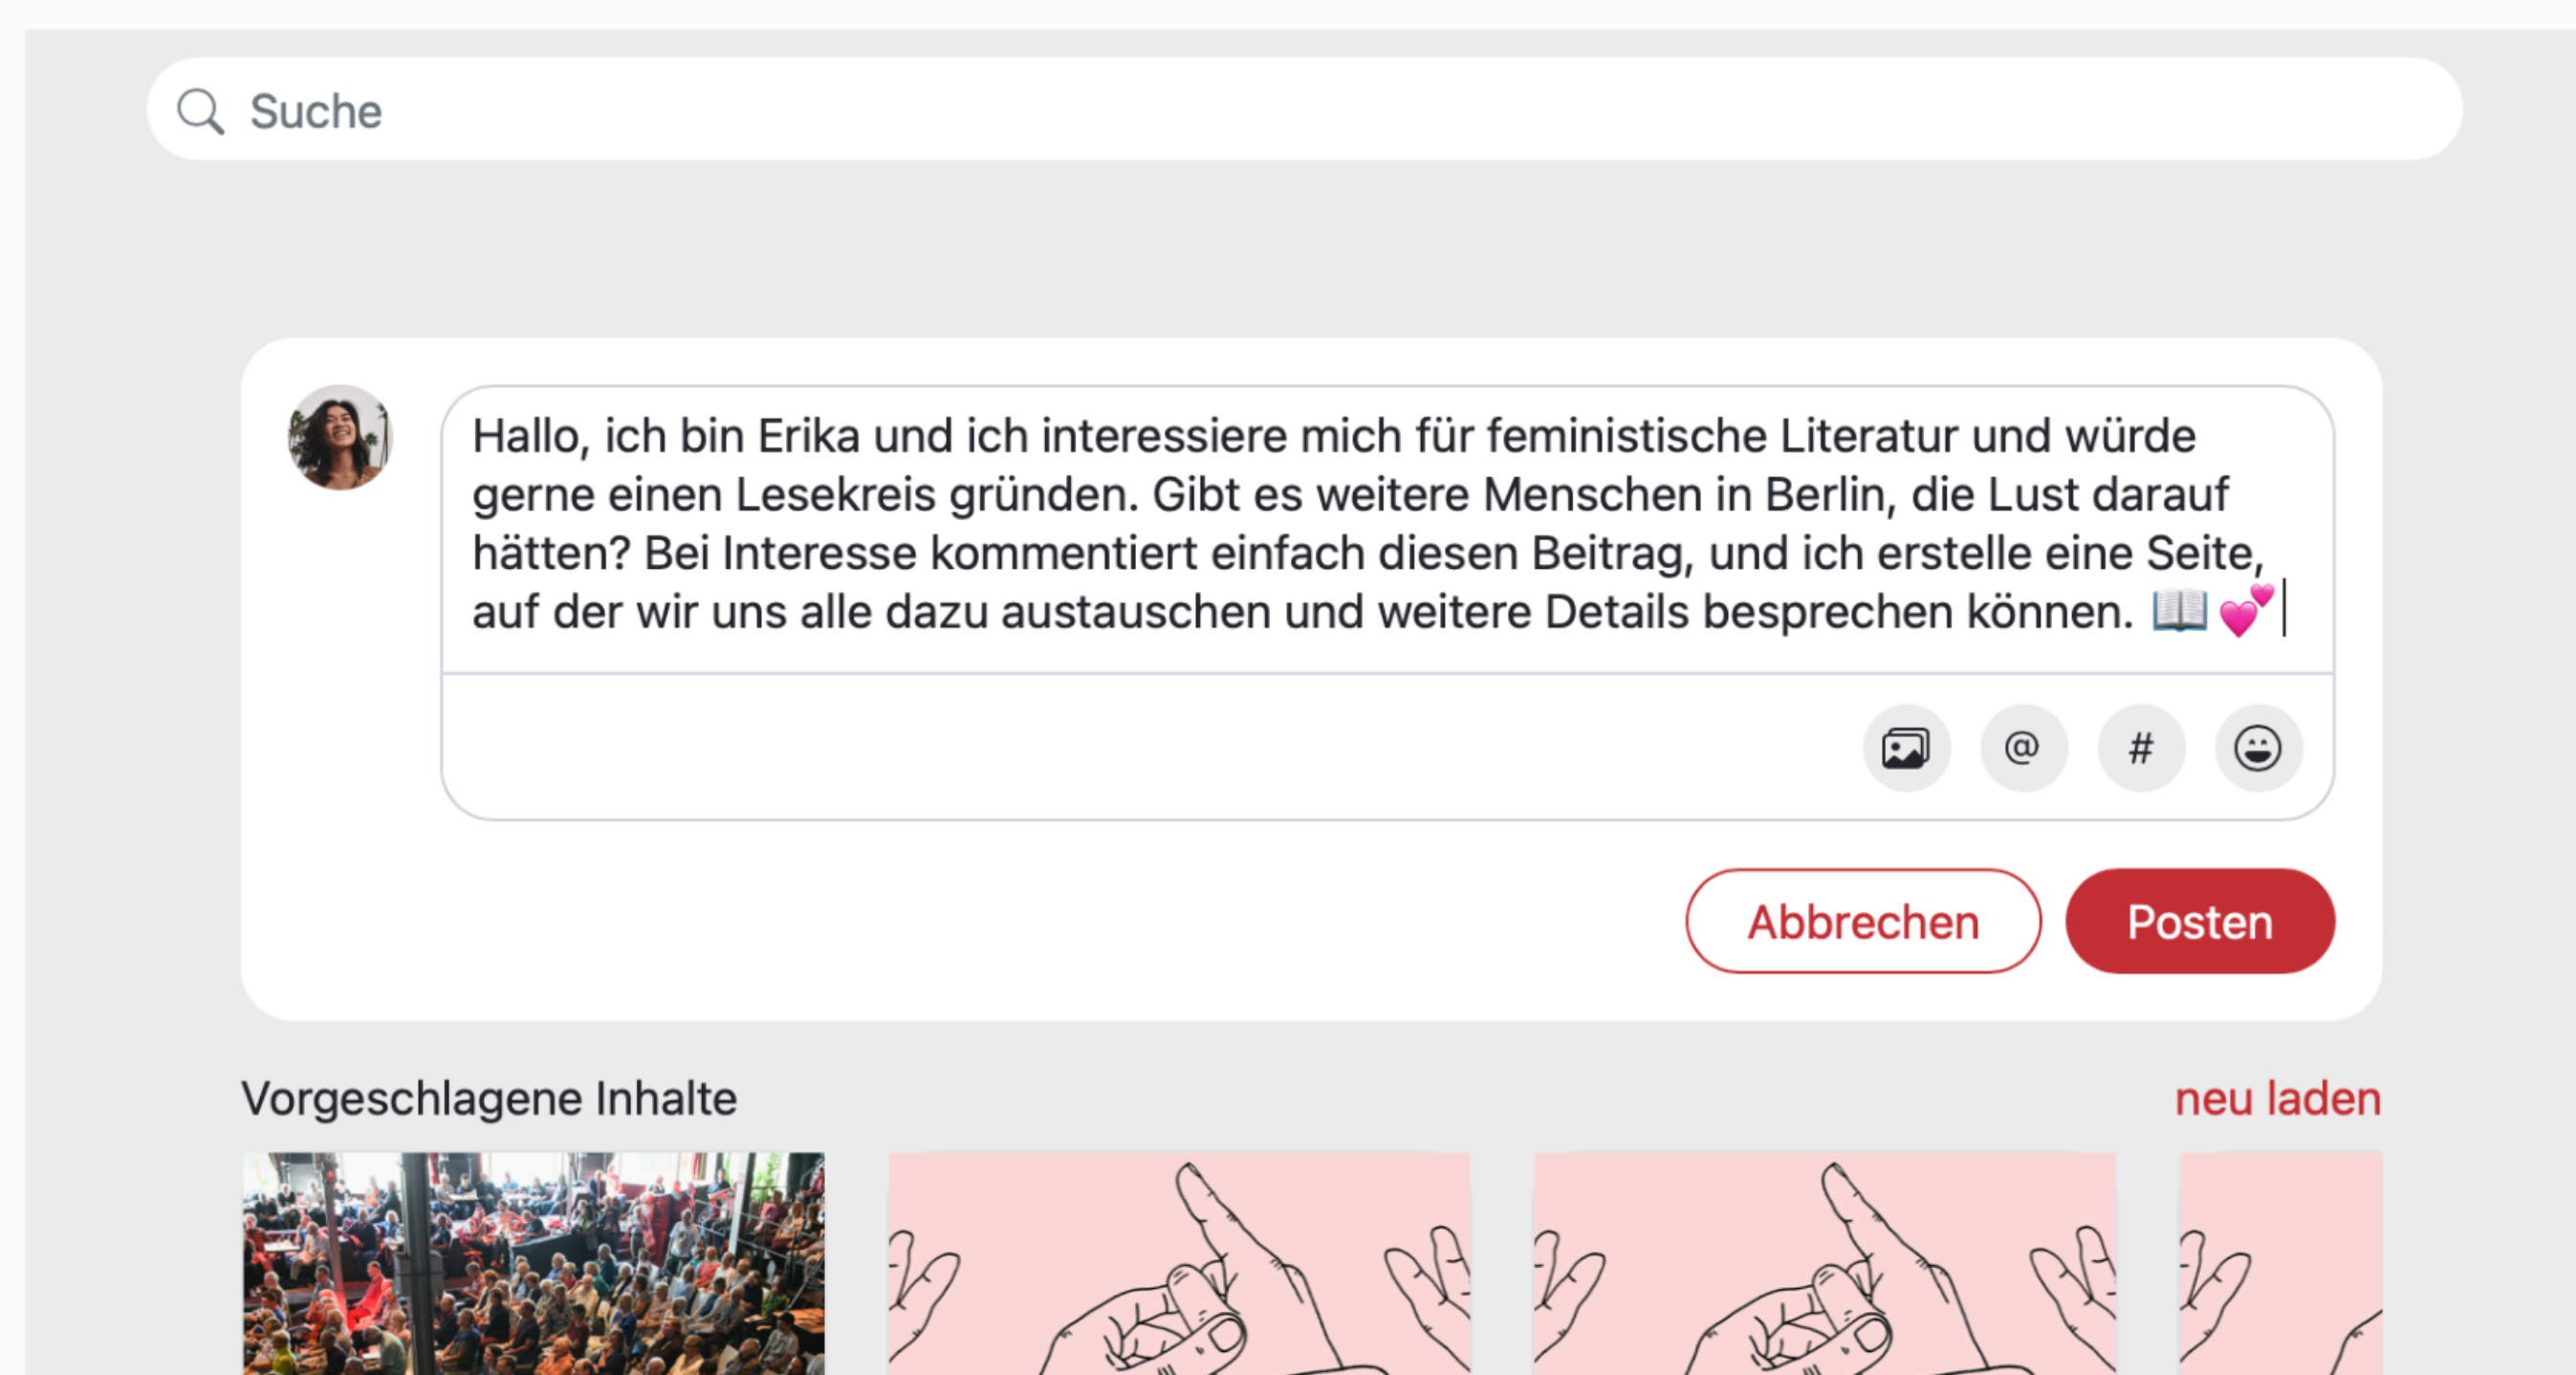 Suche
Hallo, ich bin Erika und ich interessiere mich für feministische Literatur und würde
gerne einen Lesekreis gründen. Gibt es weitere Menschen in Berlin, die Lust darauf
hätten? Bei Interesse kommentiert einfach diesen Beitrag, und ich erstelle eine Seite,
auf der wir uns alle dazu austauschen und weitere Details besprechen können. 📖 💕
@ #
Abbrechen Posten
Vorgeschlagene Inhalte neu laden